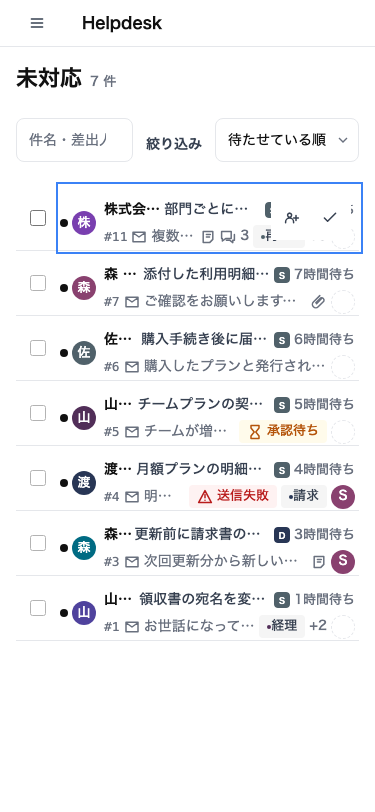 Helpdesk
未対応 7 件
件名・差出人 絞り込み 待たせている順
株 株式会… 部門ごとに…
#11 複数… 3
森 森 … 添付した利用明細… S 7時間待ち
#7 ご確認をお願いします…
佐 佐… 購入手続き後に届… S 6時間待ち
#6 購入したプランと発行され…
山 山… チームプランの契… S 5時間待ち
#5 チームが増… 承認待ち
渡 渡… 月額プランの明細… S 4時間待ち
#4 明… 送信失敗 •請求 S
森 森… 更新前に請求書の… D 3時間待ち
#3 次回更新分から新しい… S
山 山… 領収書の宛名を変… S 1時間待ち
#1 お世話になって… •経理 +2